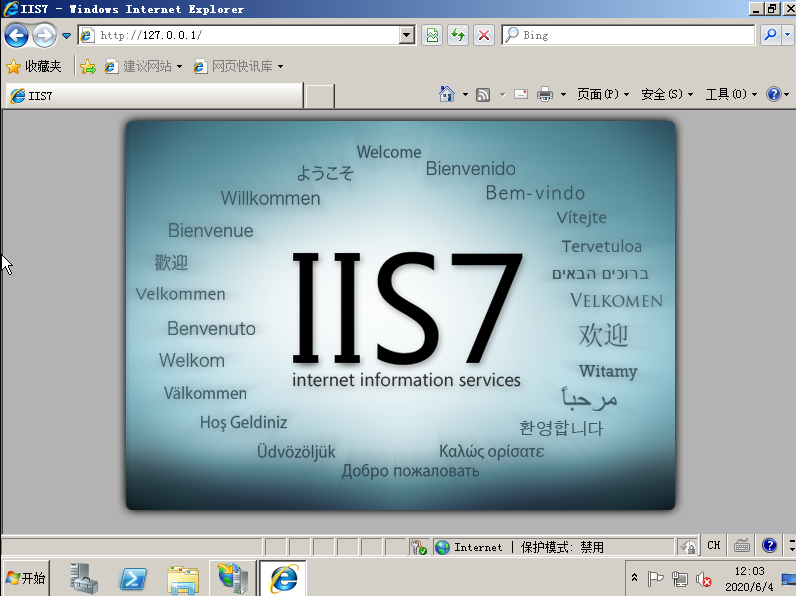 IIS7 - Windows Internet Explorer
http://127.0.0.1/
Bing
收藏夹
建议网站
网页快讯库
IIS7
页面(P)
安全(S)
工具(O)
Welcome
ようこそ
Bienvenido
Willkommen
Bem-vindo
Vítejte
Bienvenue
Tervetuloa
歡迎
ברוכים הבאים
Velkommen
VELKOMEN
IIS7
internet information services
Benvenuto
欢迎
Welkom
Witamy
Välkommen
مرحباً
Hoş Geldiniz
환영합니다
Üdvözöljük
Καλώς ορίσατε
Добро пожаловать
Internet | 保护模式: 禁用
CH
开始
12:03
2020/6/4